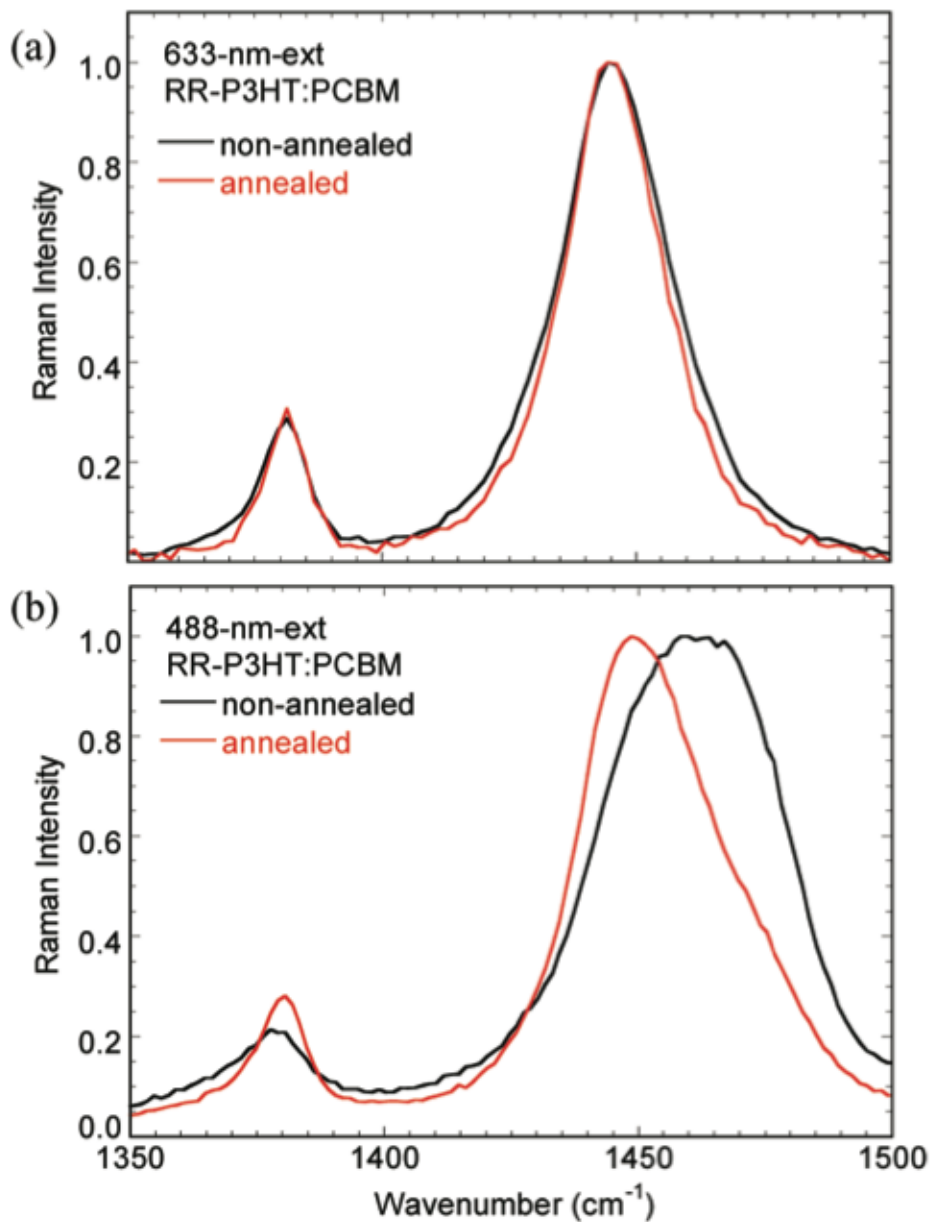 (a)
633-nm-ext
RR-P3HT:PCBM
non-annealed
annealed
1.0
0.8
0.6
0.4
0.2
Raman Intensity
(b)
488-nm-ext
RR-P3HT:PCBM
non-annealed
annealed
1.0
0.8
0.6
0.4
0.2
0.0
Raman Intensity
1350 1400 1450 1500
Wavenumber (cm⁻¹)